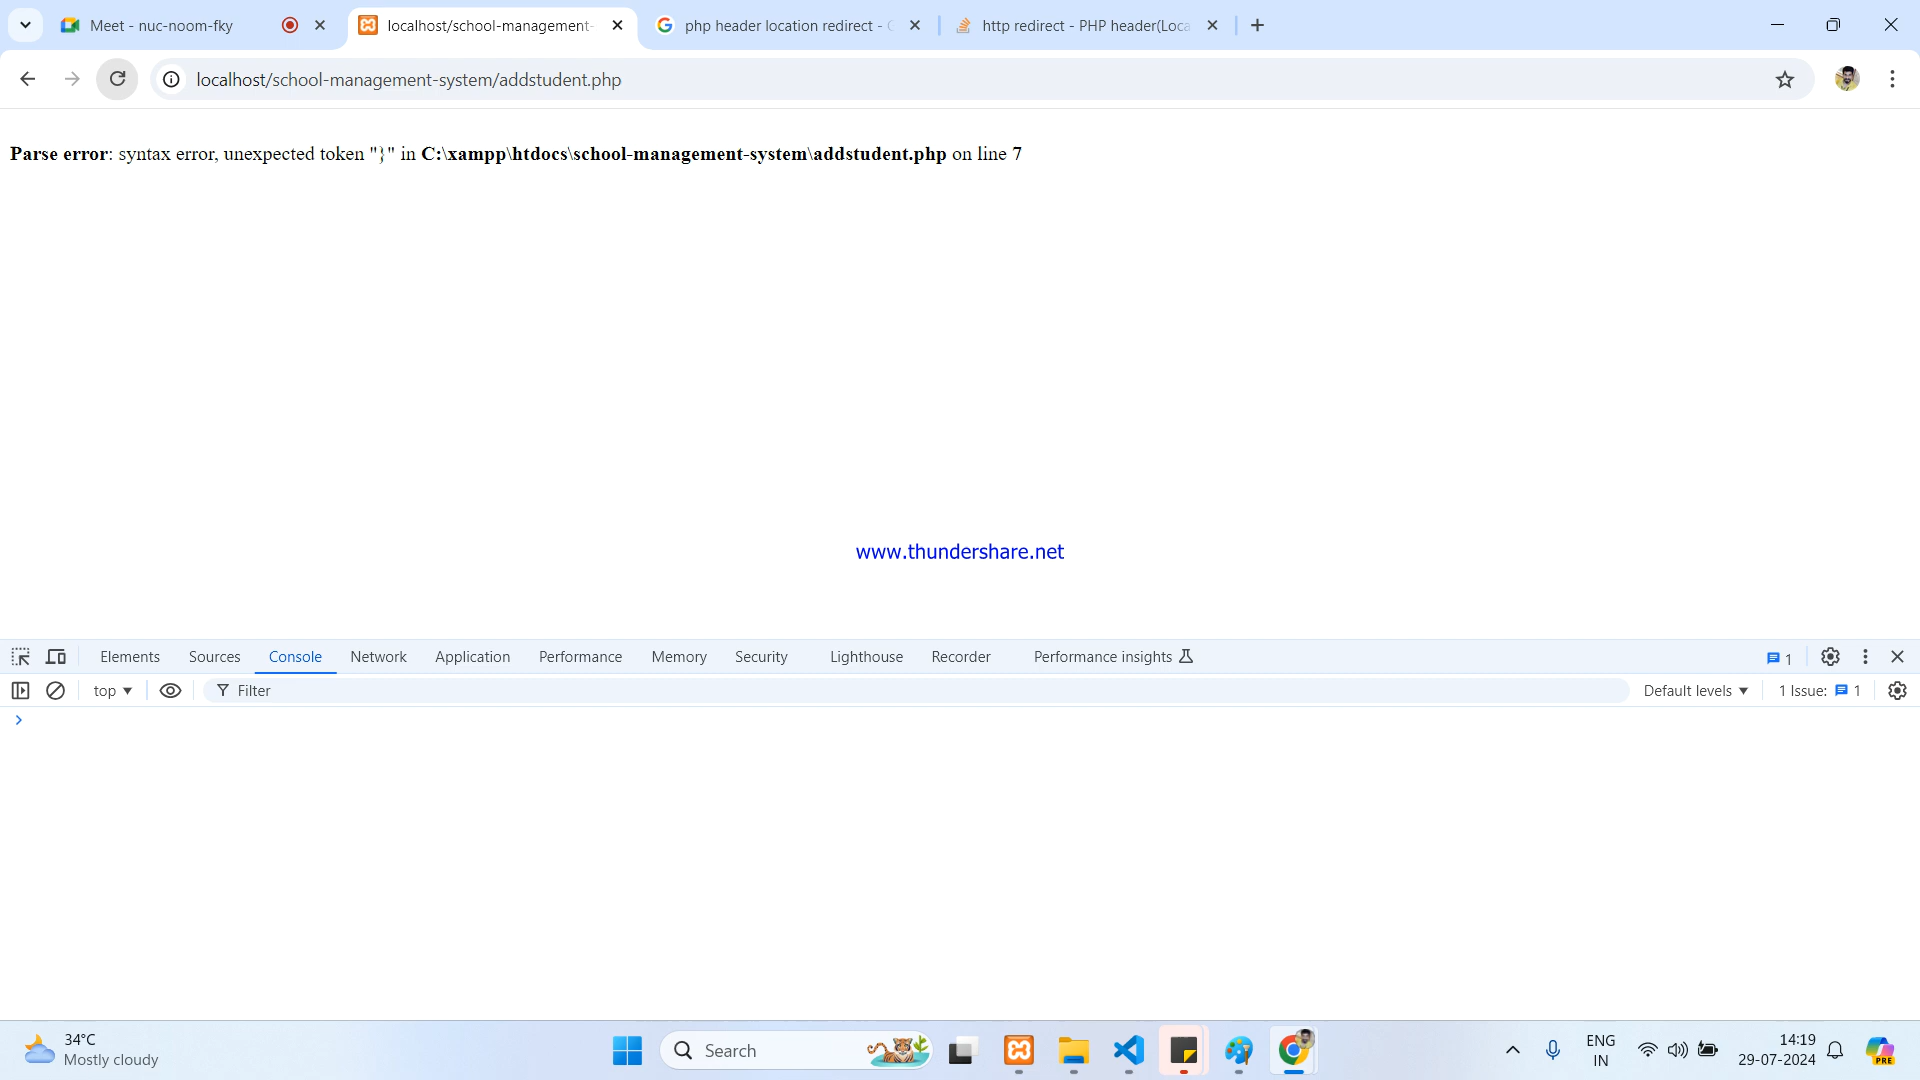 Meet - nuc-noom-fky
localhost/school-management-
php header location redirect -
http redirect - PHP header(Loca
localhost/school-management-system/addstudent.php
Parse error: syntax error, unexpected token "}" in C:\xampp\htdocs\school-management-system\addstudent.php on line 7
www.thundershare.net
Elements Sources Console Network Application Performance Memory Security Lighthouse Recorder Performance insights 1
top Filter Default levels 1 Issue: 1
34°C
Mostly cloudy
Search
ENG
IN
14:19
29-07-2024
PRE